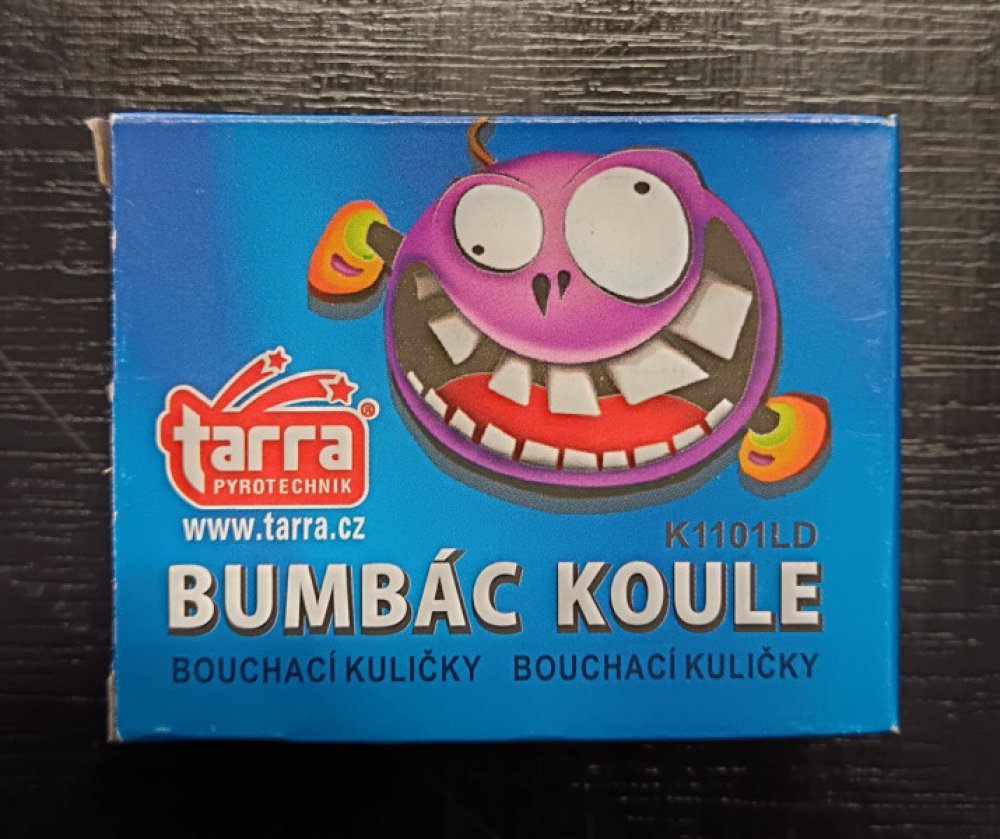 tarra®
PYROTECHNIK
www.tarra.cz
K1101LD
BUMBÁC KOULE
BOUCHACÍ KULIČKY BOUCHACÍ KULIČKY